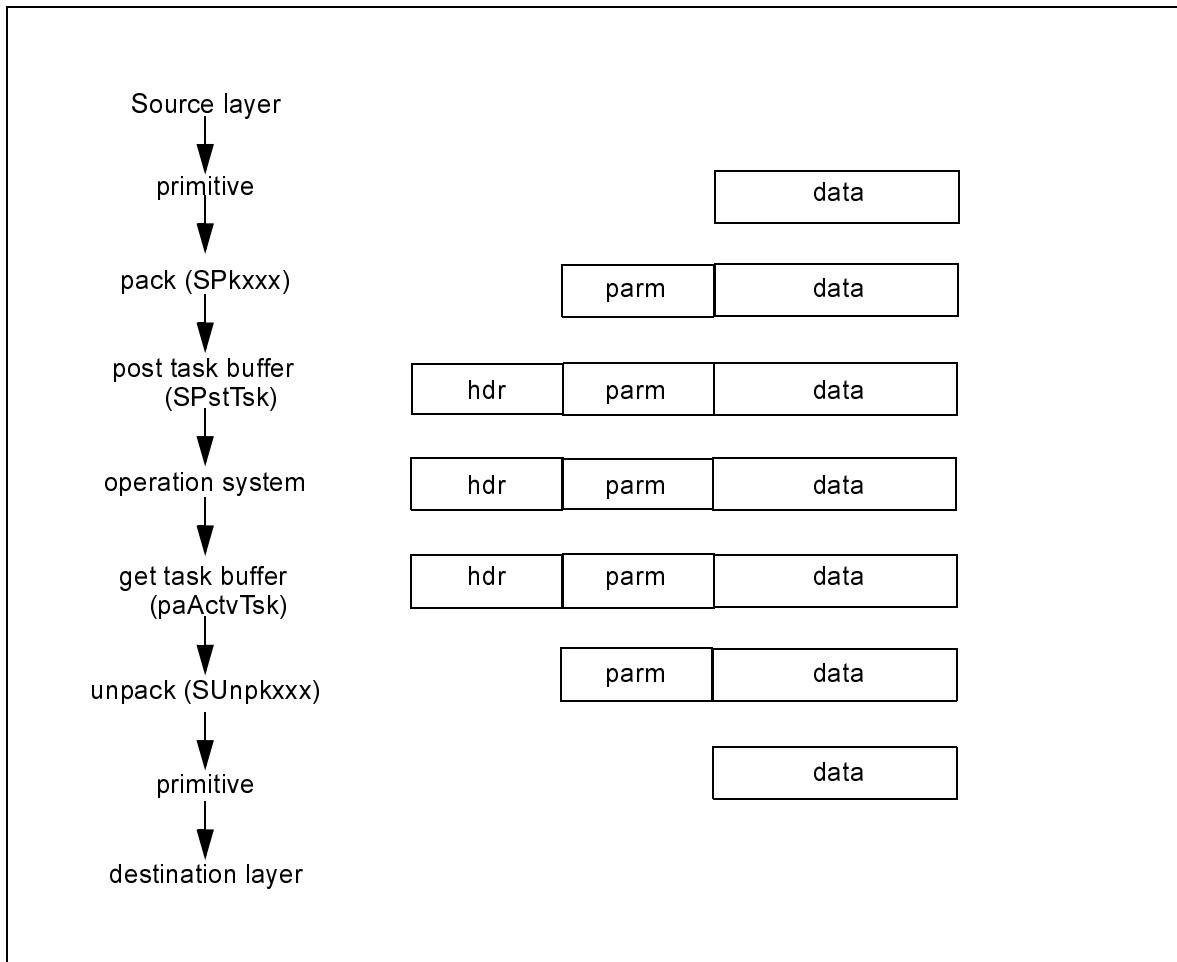 Source layer
primitive
data
pack (SPkxxx)
parm
data
post task buffer
(SPstTsk)
hdr
parm
data
operation system
hdr
parm
data
get task buffer
(paActvTsk)
hdr
parm
data
unpack (SUnpkxxx)
parm
data
primitive
data
destination layer